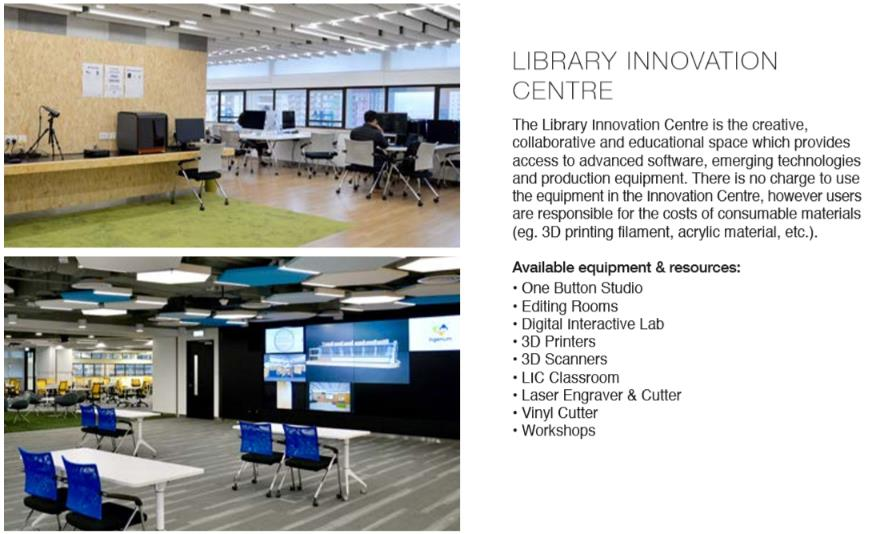 LIBRARY INNOVATION
CENTRE
The Library Innovation Centre is the creative,
collaborative and educational space which provides
access to advanced software, emerging technologies
and production equipment. There is no charge to use
the equipment in the Innovation Centre, however users
are responsible for the costs of consumable materials
(eg. 3D printing filament, acrylic material, etc.).
Available equipment & resources:
• One Button Studio
• Editing Rooms
• Digital Interactive Lab
• 3D Printers
• 3D Scanners
• LIC Classroom
• Laser Engraver & Cutter
• Vinyl Cutter
• Workshops